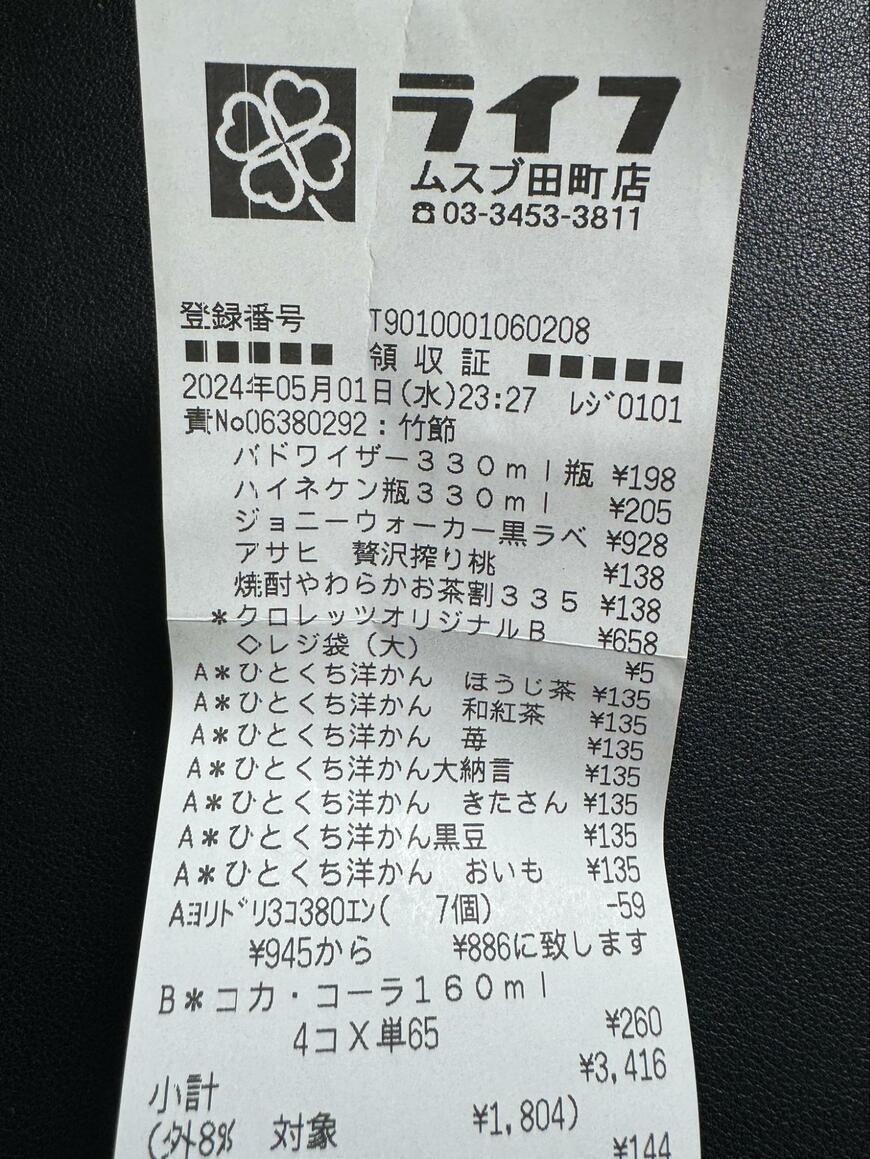 ライフ
ムスブ田町店
☎03-3453-3811
登録番号 T9010001060208
■■■■■ 領収証 ■■■■■
2024年05月01日(水)23:27 レジ0101
責No06380292:竹節
バドワイザー330ml瓶 ¥198
ハイネケン瓶330ml ¥205
ジョニーウォーカー黒ラベ ¥928
アサヒ 贅沢搾り桃 ¥138
焼酎やわらかお茶割335 ¥138
*クロレッツオリジナルB ¥658
◇レジ袋(大) ¥5
A*ひとくち洋かん ほうじ茶 ¥135
A*ひとくち洋かん 和紅茶 ¥135
A*ひとくち洋かん 苺 ¥135
A*ひとくち洋かん大納言 ¥135
A*ひとくち洋かん きたさん ¥135
A*ひとくち洋かん黒豆 ¥135
A*ひとくち洋かん おいも ¥135
Aヨリドリ3コ380エン( 7個) -59
¥945から ¥886に致します
B*コカ・コーラ160ml
4コX単65 ¥260
小計 ¥3,416
(外8% 対象 ¥1,804)
¥144